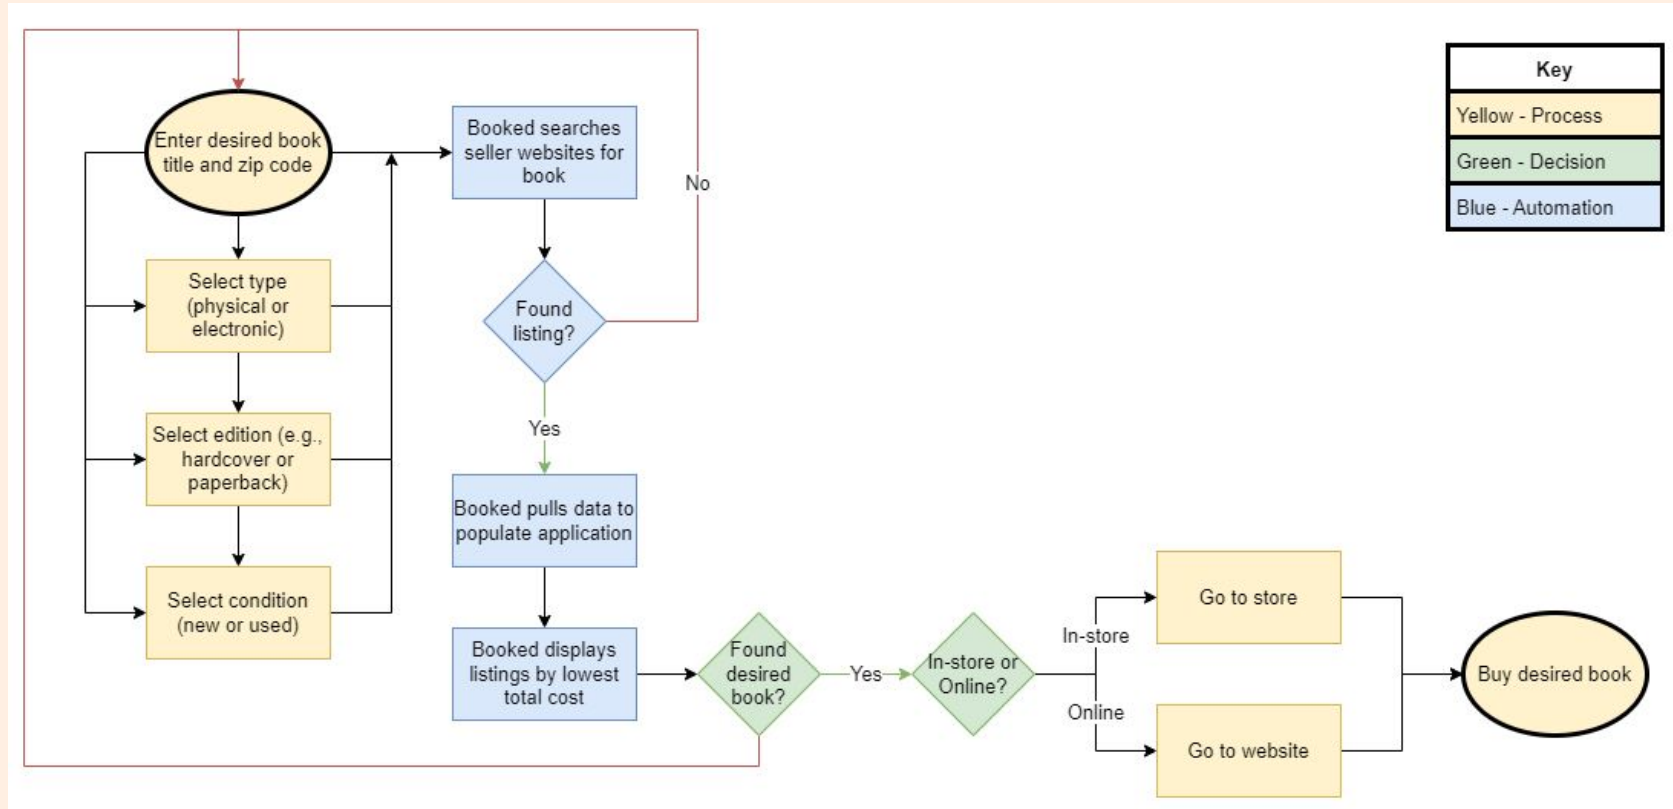 Enter desired book
title and zip code
Select type
(physical or
electronic)
Select edition (e.g.,
hardcover or
paperback)
Select condition
(new or used)
Booked searches
seller websites for
book
Found
listing?
No
Yes
Booked pulls data to
populate application
Booked displays
listings by lowest
total cost
Found
desired
book?
Yes
In-store or
Online?
In-store
Online
Go to store
Go to website
Buy desired book
Key
Yellow - Process
Green - Decision
Blue - Automation